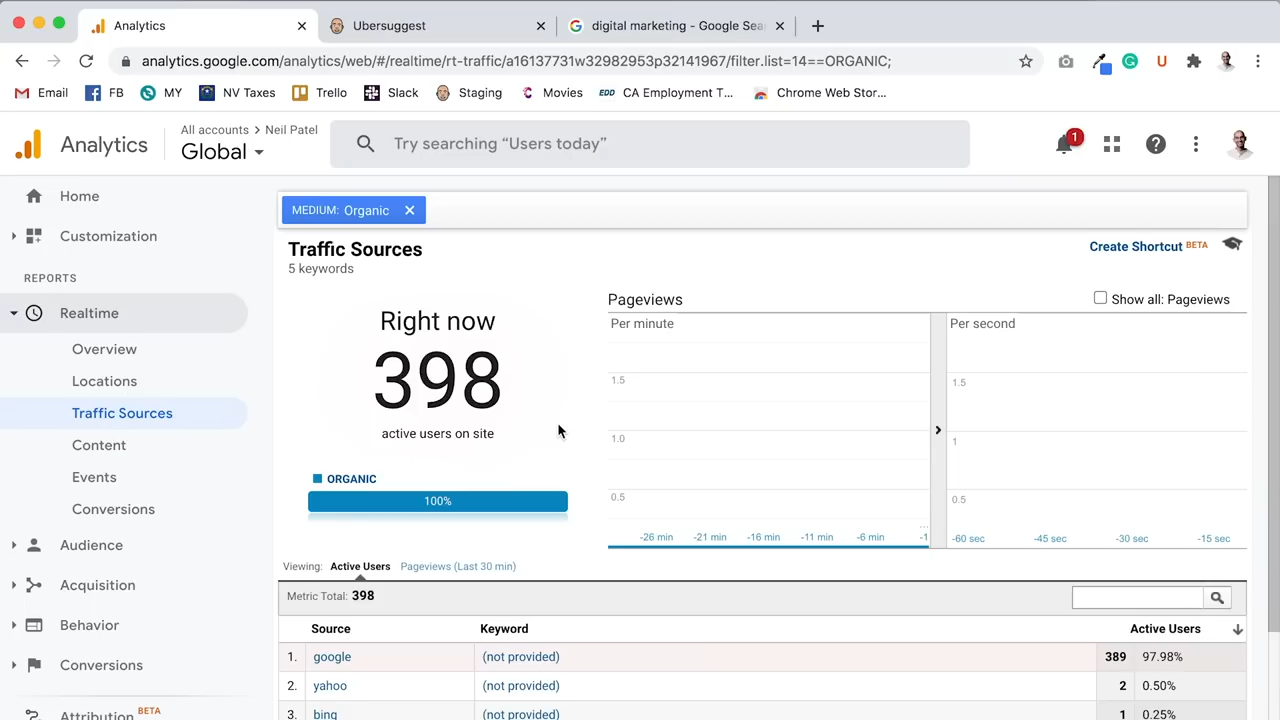 Analytics
Ubersuggest
digital marketing - Google Sea
analytics.google.com/analytics/web/#/realtime/rt-traffic/a16137731w32982953p32141967/filter.list=14==ORGANIC;
Email
FB
MY
NV Taxes
Trello
Slack
Staging
Movies
EDD CA Employment T...
Chrome Web Stor...
Analytics
All accounts > Neil Patel
Global
Try searching “Users today”
1
Home
Customization
REPORTS
Realtime
Overview
Locations
Traffic Sources
Content
Events
Conversions
Audience
Acquisition
Behavior
Conversions
Attribution BETA
MEDIUM: Organic
Traffic Sources
5 keywords
Create Shortcut BETA
Right now
398
active users on site
ORGANIC
100%
Pageviews
Show all: Pageviews
Per minute
1.5
1.0
0.5
-26 min -21 min -16 min -11 min -6 min -1
...
Per second
1.5
1
0.5
-60 sec -45 sec -30 sec -15 sec
Viewing: Active Users Pageviews (Last 30 min)
Metric Total: 398
Source Keyword Active Users
1. google (not provided) 389 97.98%
2. yahoo (not provided) 2 0.50%
3. bing (not provided) 1 0.25%